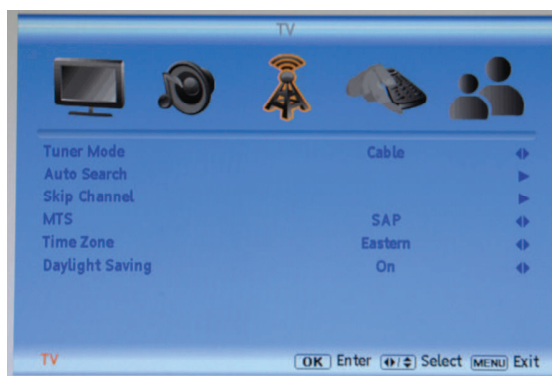 TV
Tuner Mode Cable
Auto Search
Skip Channel
MTS SAP
Time Zone Eastern
Daylight Saving On
TV OK Enter Select MENU Exit